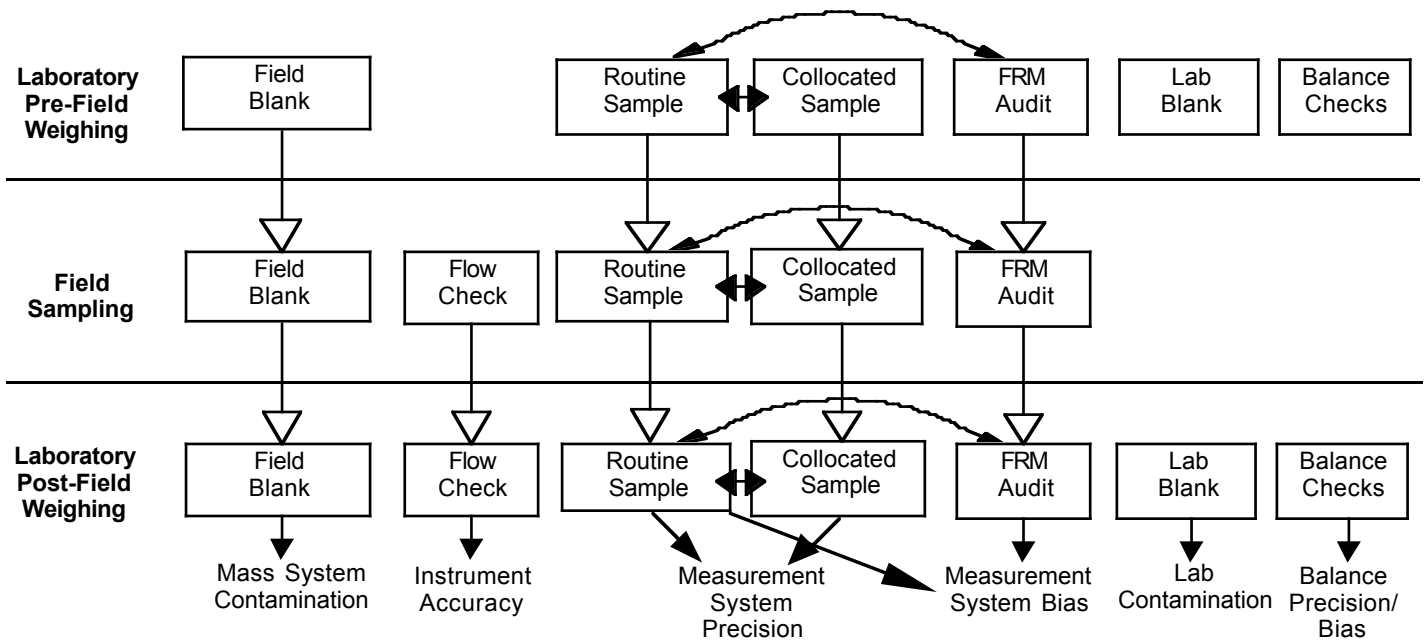 Laboratory
Pre-Field
Weighing
Field
Blank
Routine
Sample
Collocated
Sample
FRM
Audit
Lab
Blank
Balance
Checks
Field
Sampling
Field
Blank
Flow
Check
Routine
Sample
Collocated
Sample
FRM
Audit
Laboratory
Post-Field
Weighing
Field
Blank
Flow
Check
Routine
Sample
Collocated
Sample
FRM
Audit
Lab
Blank
Balance
Checks
Mass System
Contamination
Instrument
Accuracy
Measurement
System
Precision
Measurement
System Bias
Lab
Contamination
Balance
Precision/
Bias